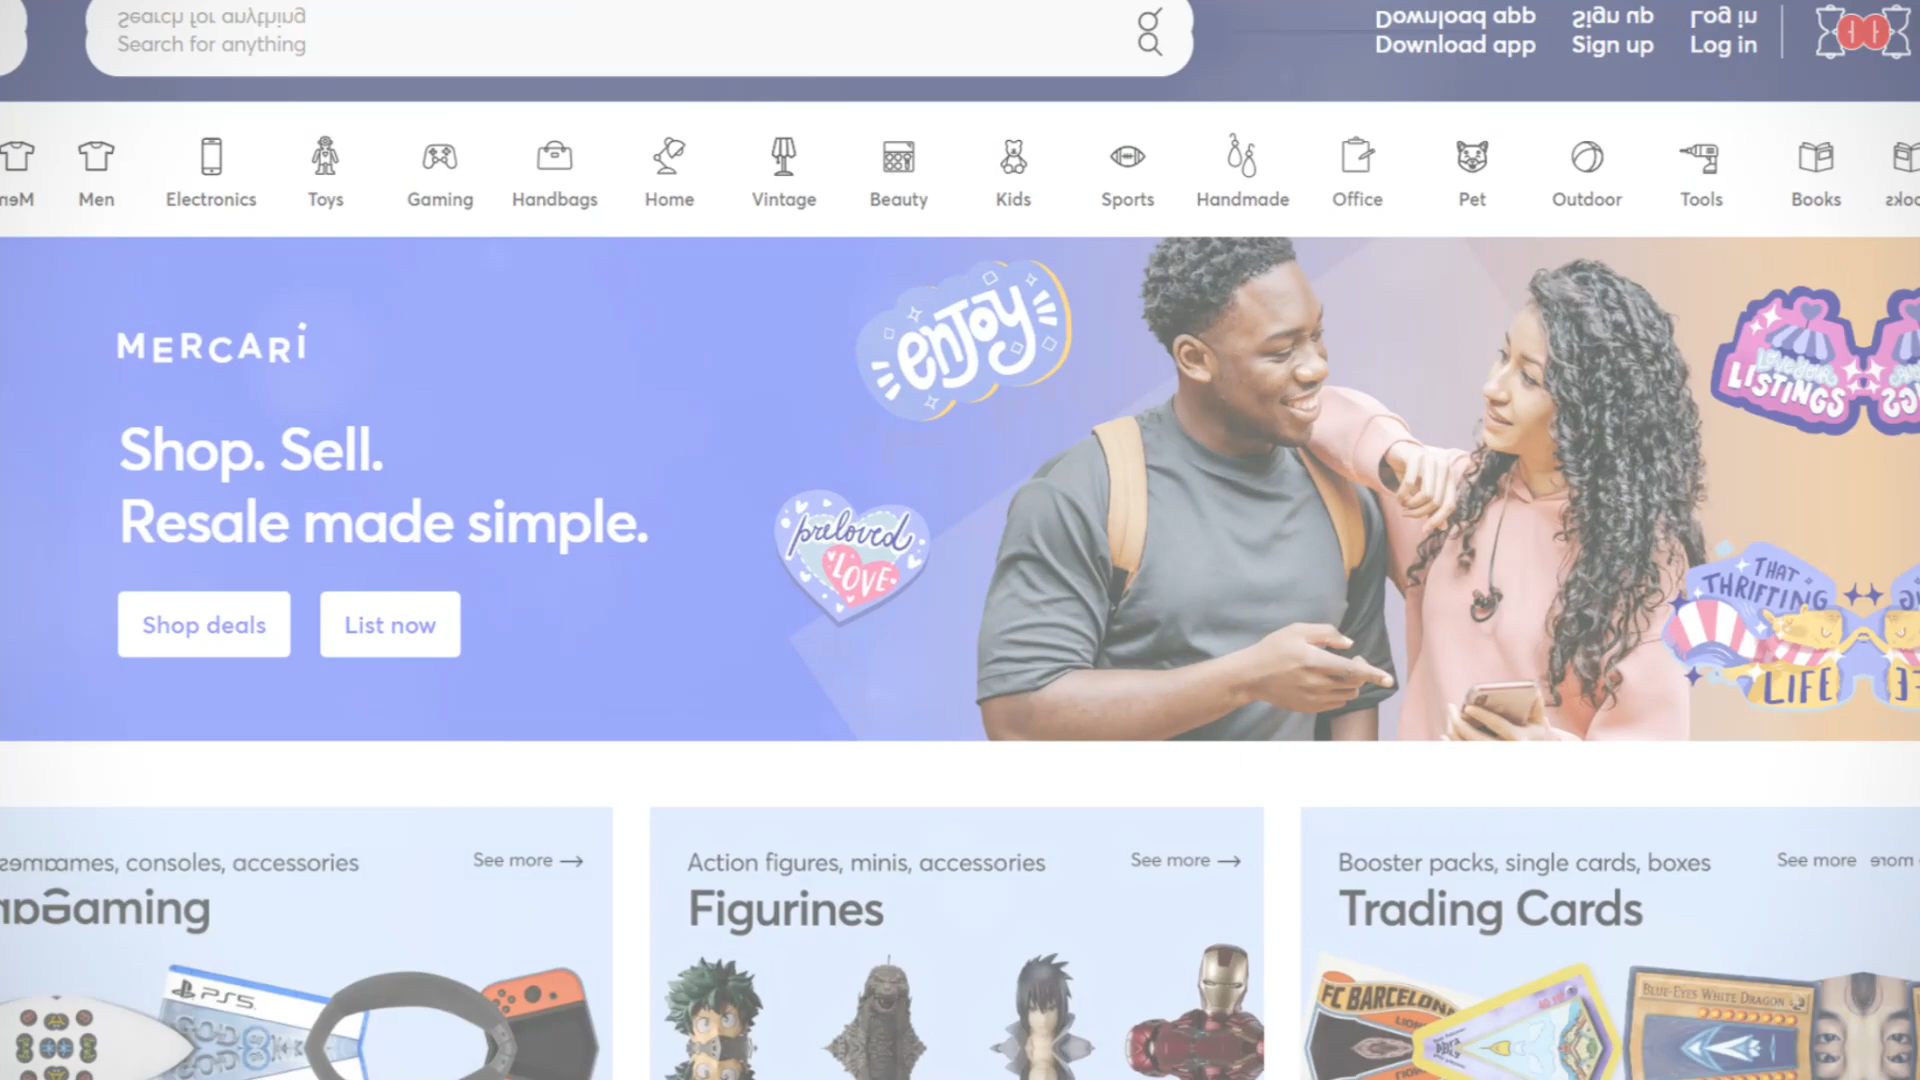 Search for anything
Download app
Sign up
Log in
Men
Electronics
Toys
Gaming
Handbags
Home
Vintage
Beauty
Kids
Sports
Handmade
Office
Pet
Outdoor
Tools
Books
MERCARI
enjoy
LISTINGS
Shop. Sell.
Resale made simple.
preloved
LOVE
THAT
THRIFTING
LIFE
Shop deals
List now
games, consoles, accessories
See more →
Gaming
Action figures, minis, accessories
See more →
Figurines
Booster packs, single cards, boxes
See more
Trading Cards
PS5
FC BARCELONA
BLUE-EYES WHITE DRAGON